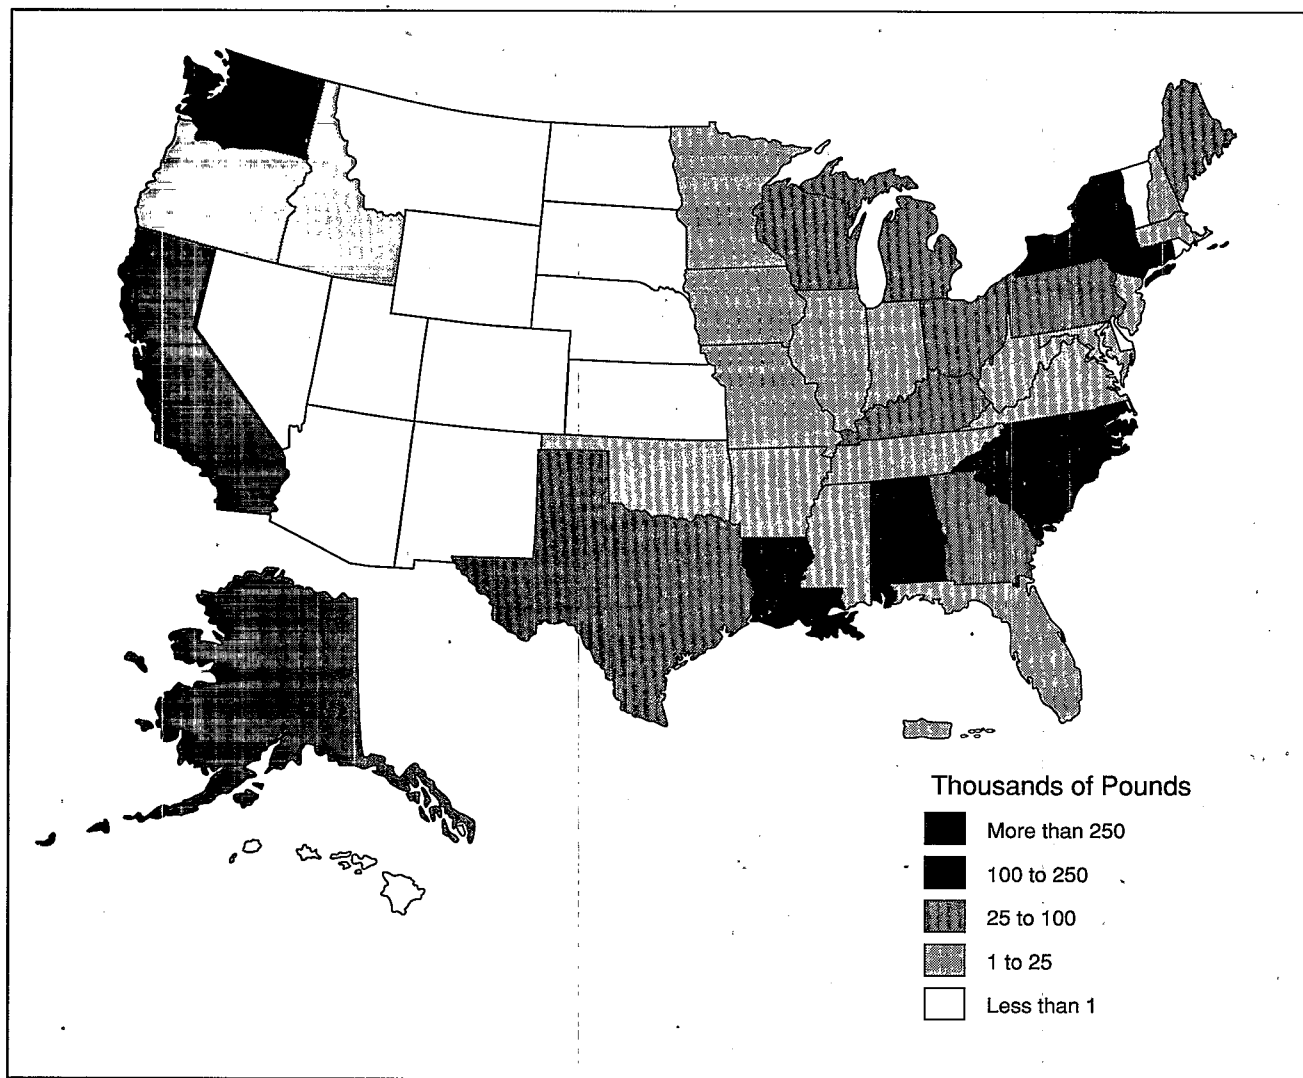 Thousands of Pounds
More than 250
100 to 250
25 to 100
1 to 25
Less than 1